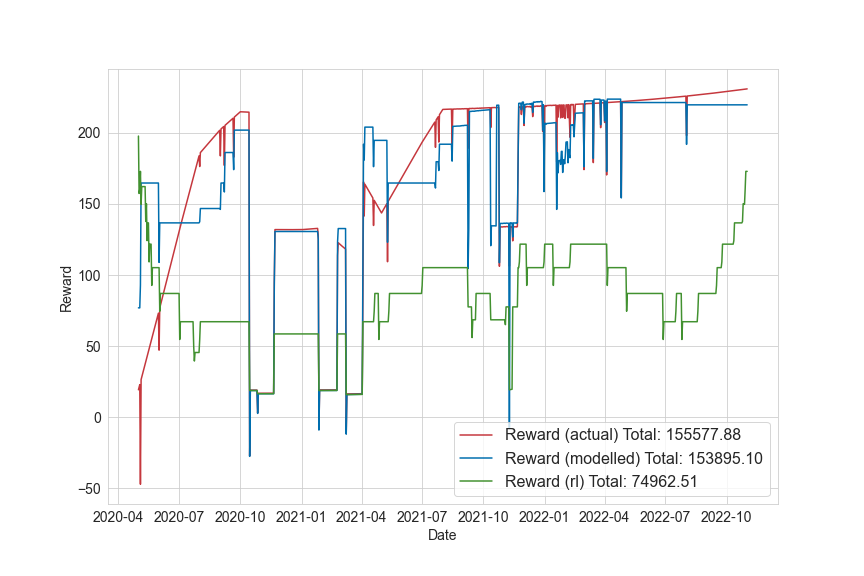 Reward
200
150
100
50
0
−50
2020-04 2020-07 2020-10 2021-01 2021-04 2021-07 2021-10 2022-01 2022-04 2022-07 2022-10
Date
Reward (actual) Total: 155577.88
Reward (modelled) Total: 153895.10
Reward (rl) Total: 74962.51